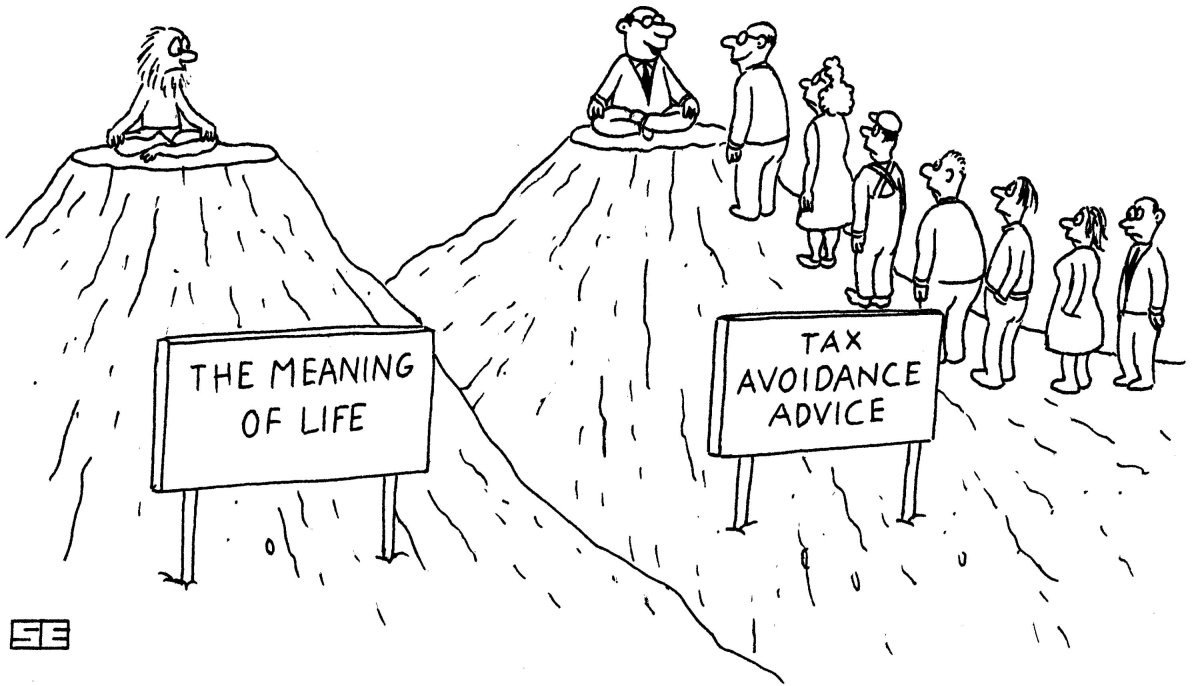 THE MEANING
OF LIFE
TAX
AVOIDANCE
ADVICE
SE